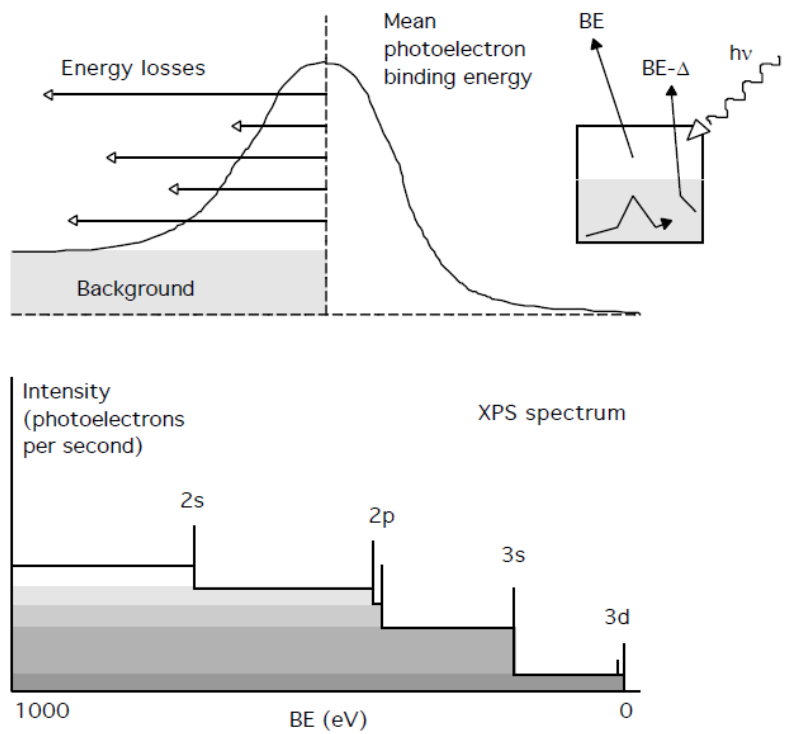 Mean
photoelectron
binding energy
BE
hν
BE-Δ
Energy losses
Background
Intensity
(photoelectrons
per second)
XPS spectrum
2s
2p
3s
3d
1000
BE (eV)
0